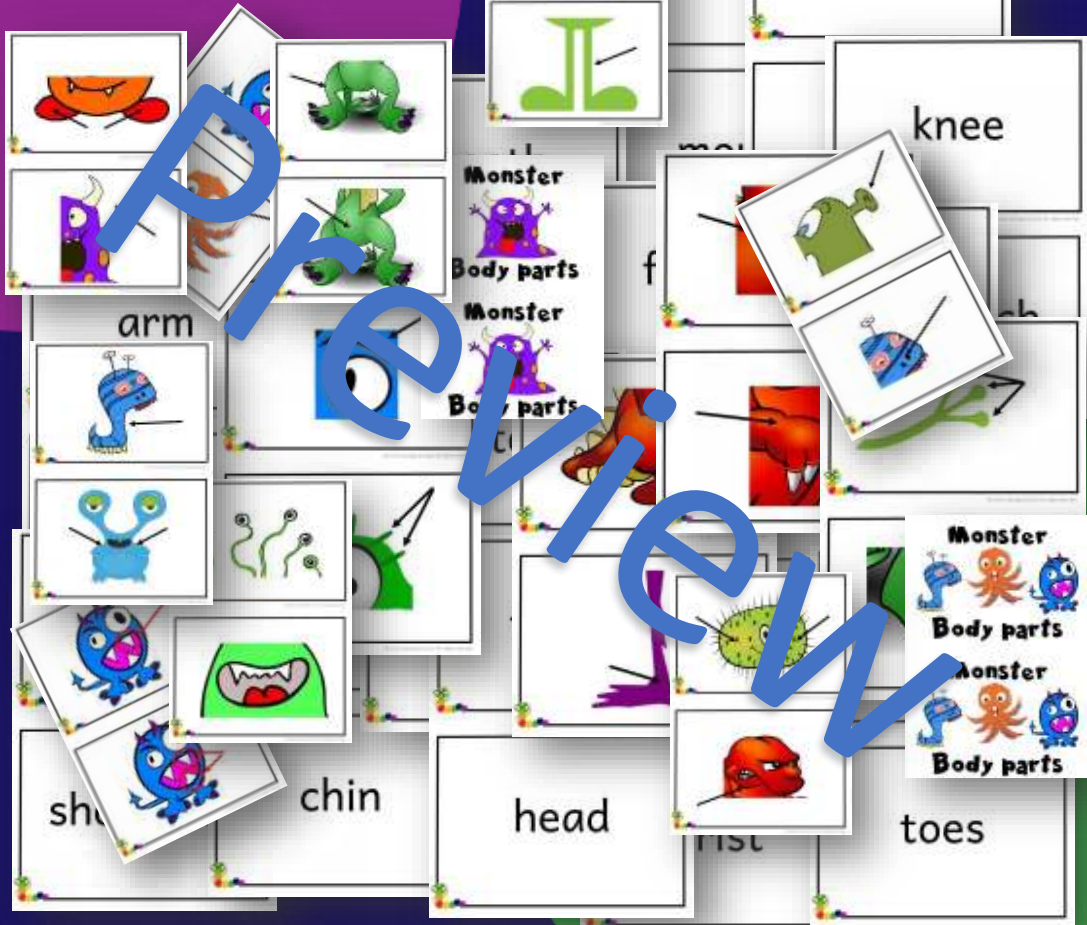 knee
Monster
Body parts
Monster
Body parts
arm
Preview
Monster
Body parts
Monster
Body parts
chin
head
toes